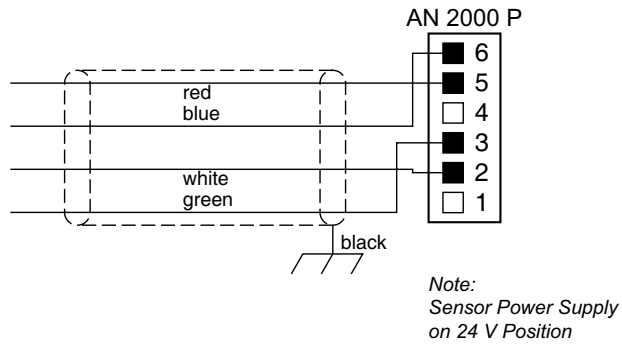 AN 2000 P
6
5
red
blue
4
3
white
2
green
1
black
Note:
Sensor Power Supply
on 24 V Position